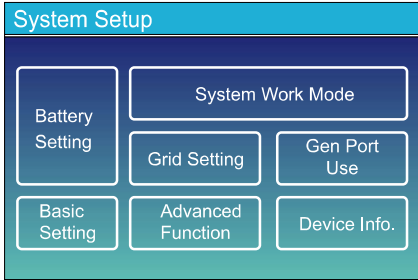 System Setup
Battery
Setting
System Work Mode
Grid Setting
Gen Port
Use
Basic
Setting
Advanced
Function
Device Info.